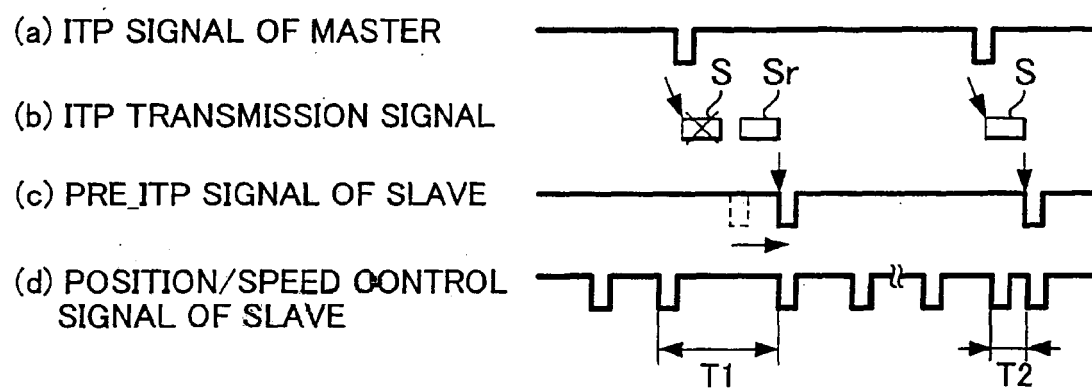 (a) ITP SIGNAL OF MASTER
S Sr S
(b) ITP TRANSMISSION SIGNAL
(c) PRE_ITP SIGNAL OF SLAVE
(d) POSITION/SPEED CONTROL
SIGNAL OF SLAVE
T1 T2